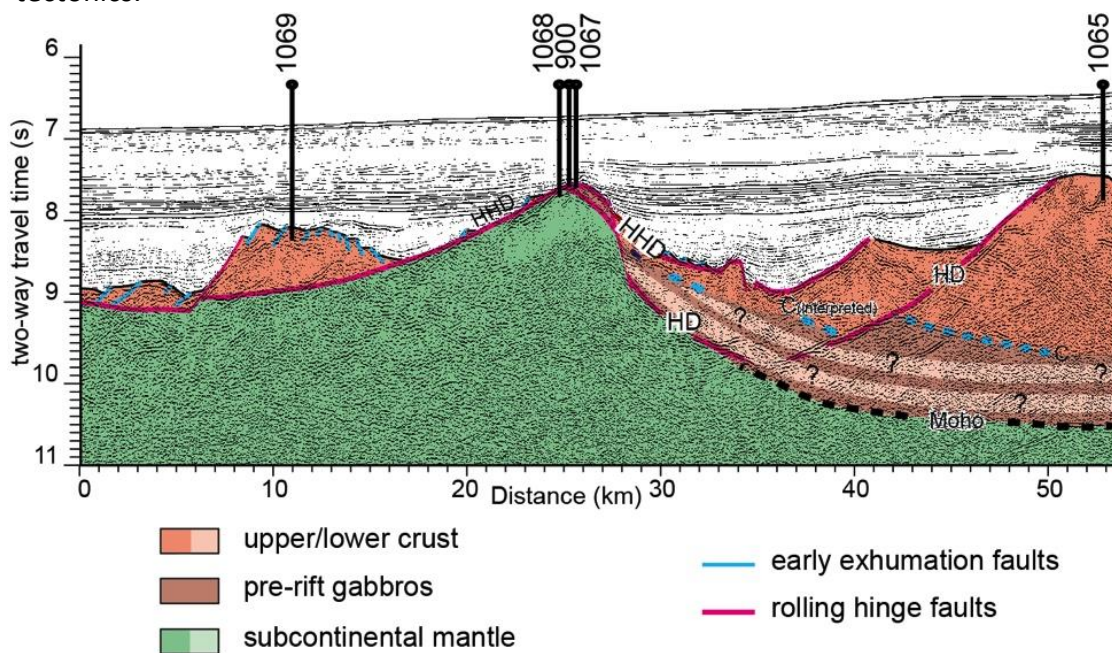 tectonics.
1069
1068
900
1067
1065
6
7
8
9
10
11
two-way travel time (s)
HHD
HHD
HD
HD
C (interpreted)
C
?
?
?
?
?
Moho
0
10
20
30
40
50
Distance (km)
upper/lower crust
pre-rift gabbros
subcontinental mantle
early exhumation faults
rolling hinge faults